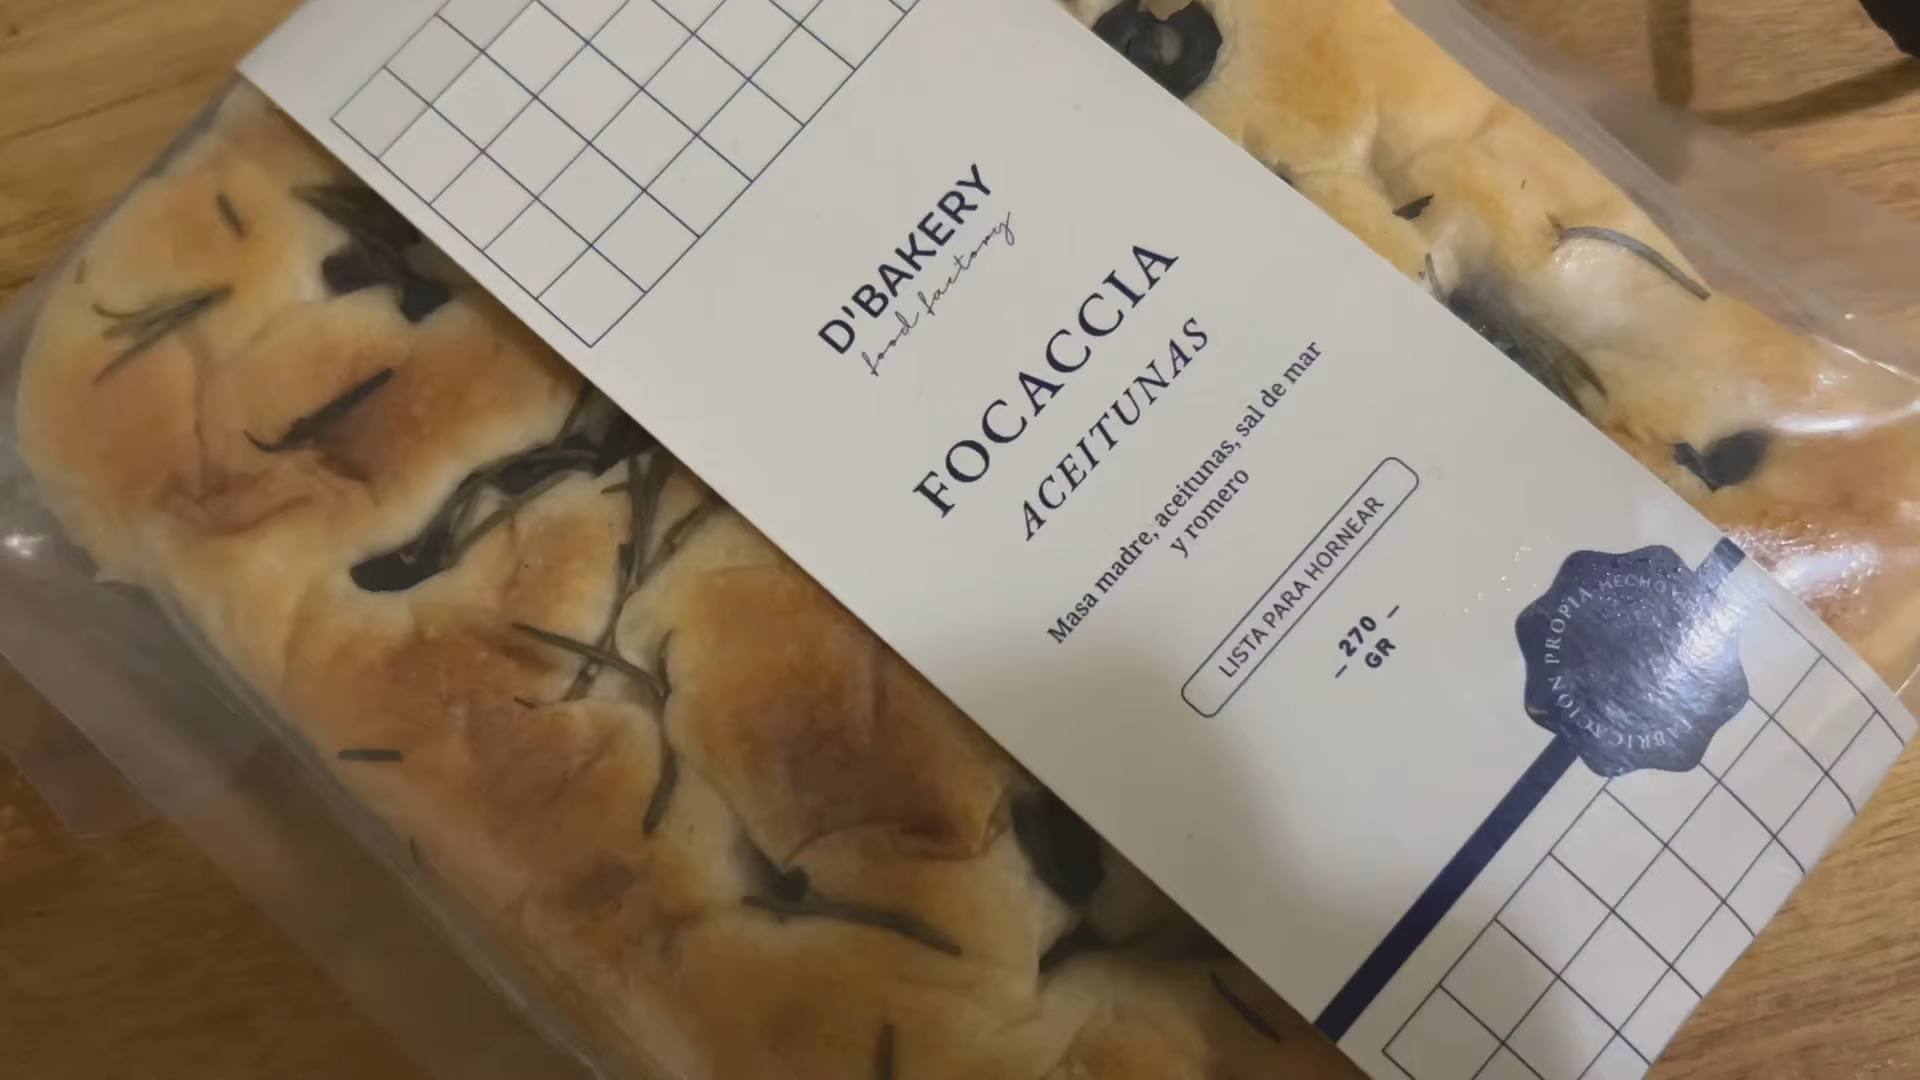 D'BAKERY
food factory
FOCACCIA
ACEITUNAS
Masa madre, aceitunas, sal de mar
y romero
LISTA PARA HORNEAR
– 270 –
GR
HECHO
FABRICACIÓN PROPIA